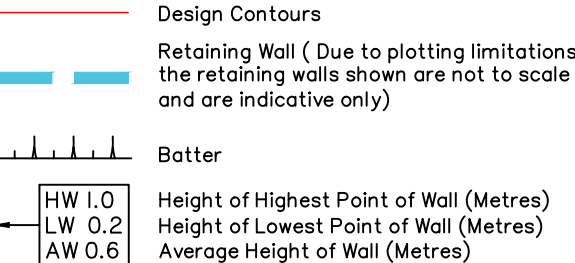 Design Contours
Retaining Wall ( Due to plotting limitations
the retaining walls shown are not to scale
and are indicative only)
Batter
HW 1.0 Height of Highest Point of Wall (Metres)
LW 0.2 Height of Lowest Point of Wall (Metres)
AW 0.6 Average Height of Wall (Metres)